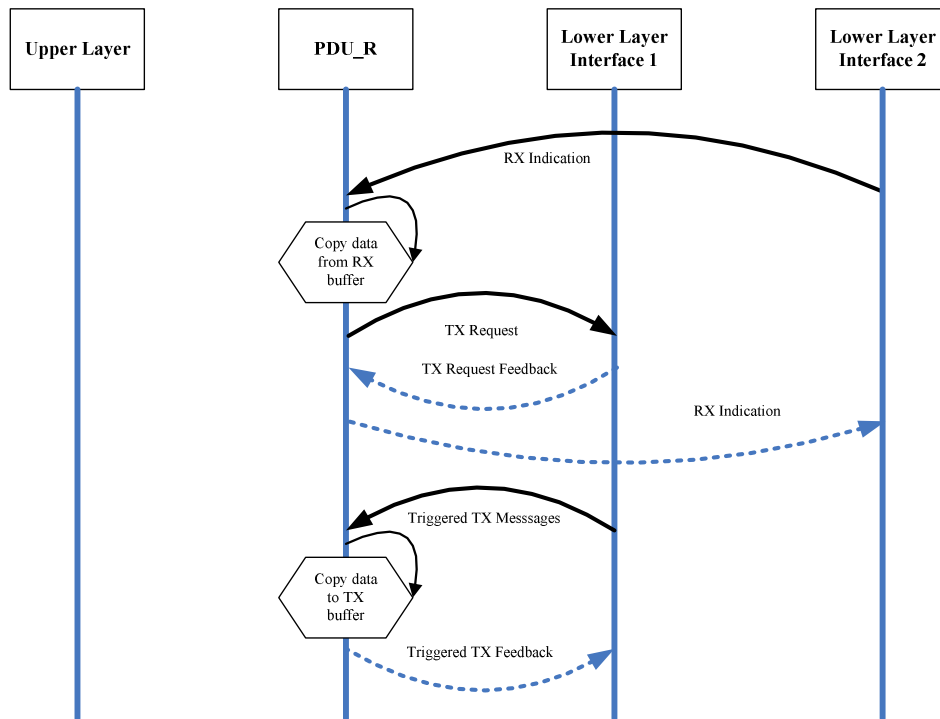 Upper Layer
PDU_R
Lower Layer
Interface 1
Lower Layer
Interface 2
RX Indication
Copy data
from RX
buffer
TX Request
TX Request Feedback
RX Indication
Triggered TX Messsages
Copy data
to TX
buffer
Triggered TX Feedback